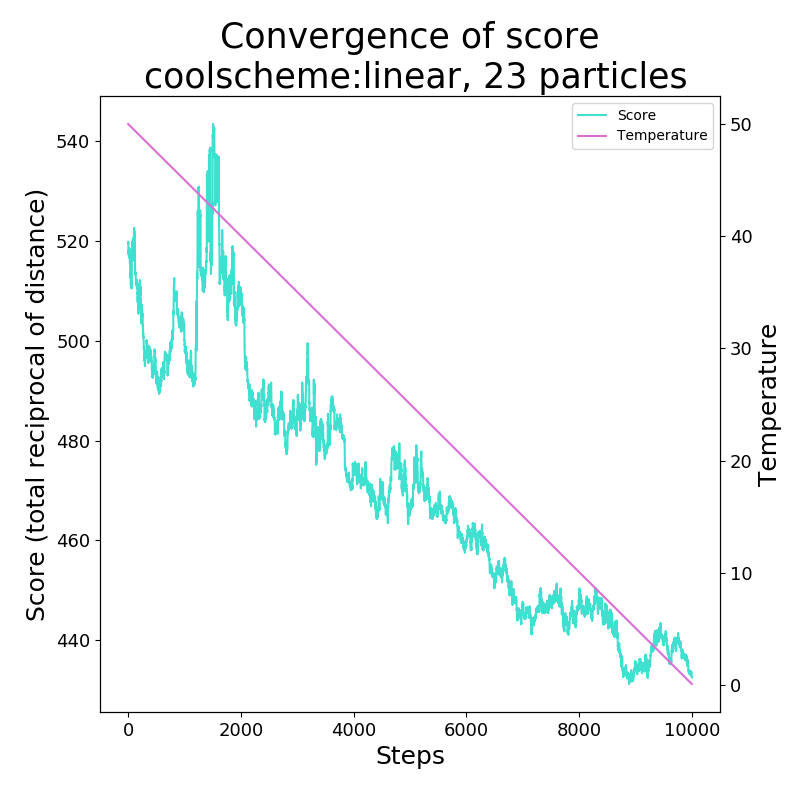 Convergence of score
coolscheme:linear, 23 particles
Score
Temperature
540
520
500
480
460
440
Score (total reciprocal of distance)
50
40
30
20
10
0
Temperature
0 2000 4000 6000 8000 10000
Steps